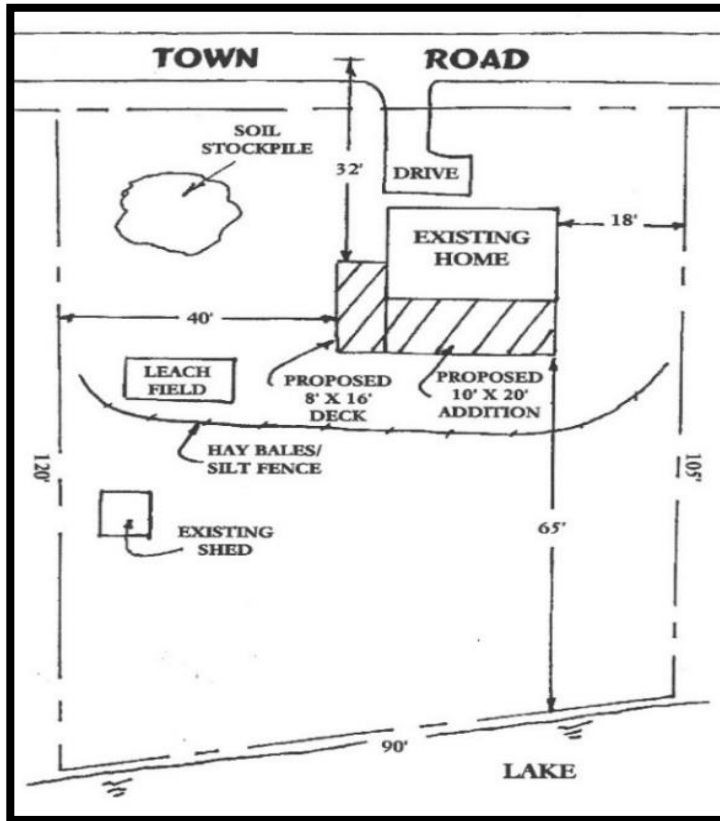 TOWN ROAD
SOIL
STOCKPILE
32'
DRIVE
EXISTING
HOME
18'
40'
LEACH
FIELD
PROPOSED
8' X 16'
DECK
PROPOSED
10' X 20'
ADDITION
HAY BALES/
SILT FENCE
120'
105'
65'
EXISTING
SHED
90'
LAKE